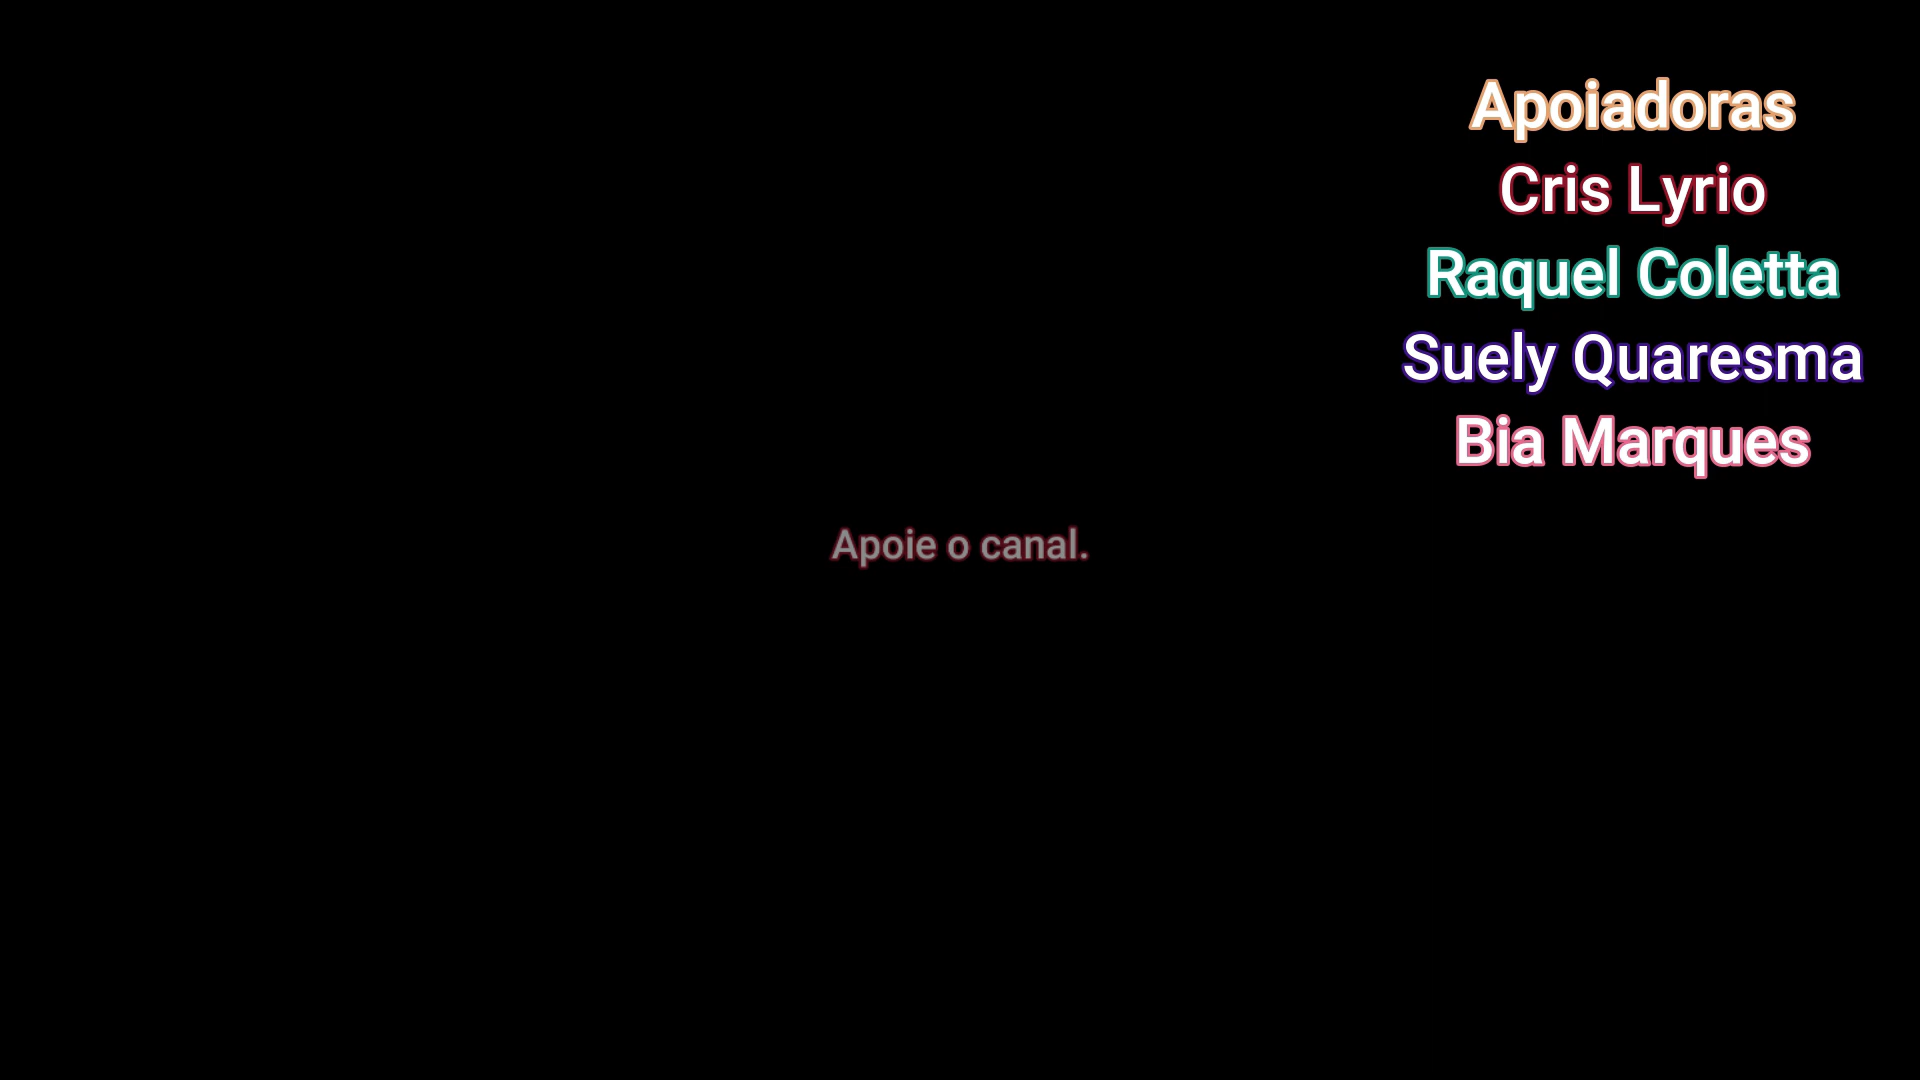 Apoiadoras
Cris Lyrio
Raquel Coletta
Suely Quaresma
Bia Marques
Apoie o canal.